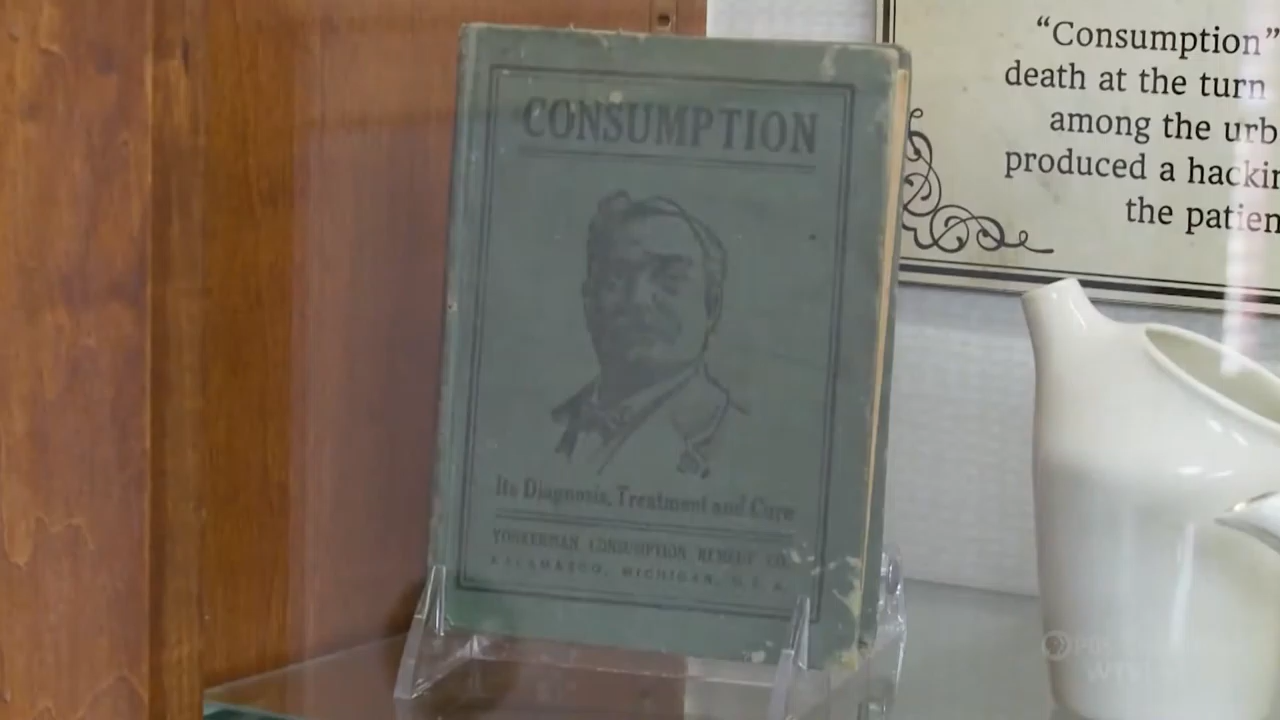 CONSUMPTION
Its Diagnosis, Treatment and Cure
YONKERMAN CONSUMPTION REMEDY CO.
KALAMAZOO, MICHIGAN, U.S.A.
“Consumption”
death at the turn
among the urb
produced a hackin
the patien
PBS